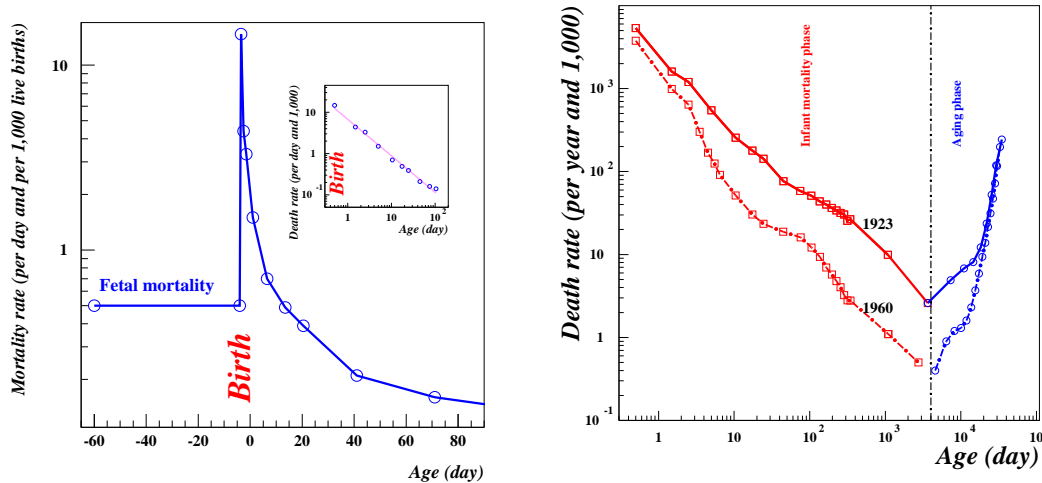 Mortality rate (per day and per 1,000 live births)
10
1
Fetal mortality
Birth
-60
-40
-20
0
20
40
60
80
Age (day)
Death rate (per day and 1,000)
10
1
10 -1
Birth
1
10
10 2
Age (day)
Death rate (per year and 1,000)
10 3
10 2
10
1
10 -1
Infant mortality phase
Aging phase
1923
1960
1
10
10 2
10 3
10 4
10
Age (day)